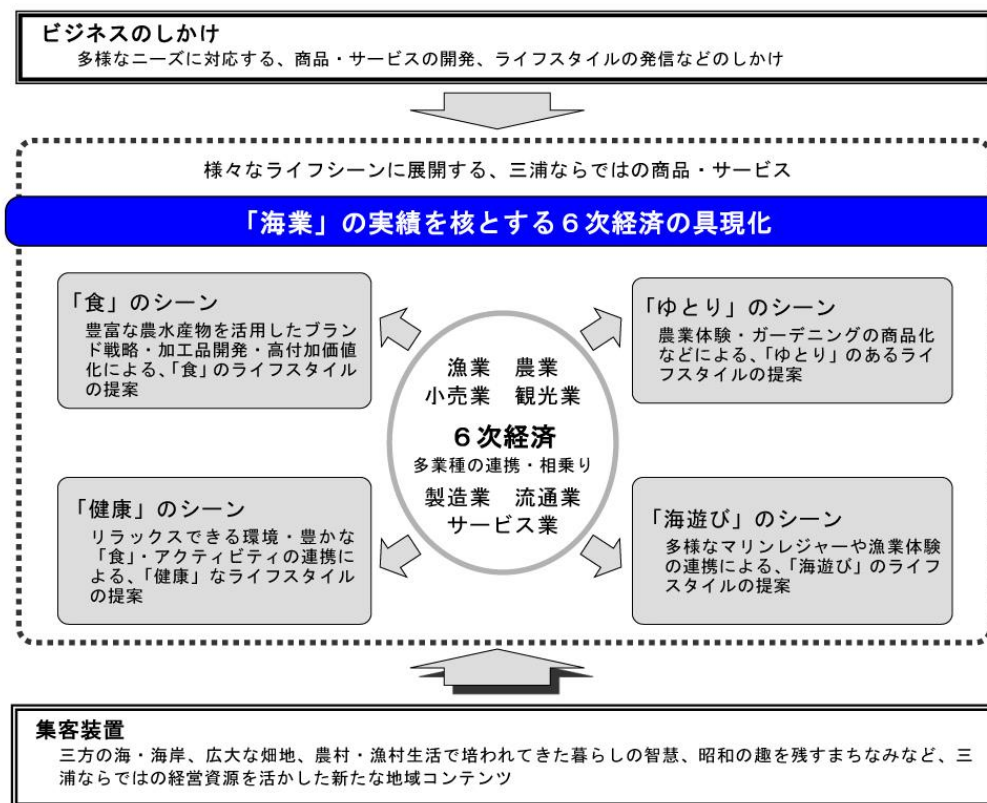 ビジネスのしかけ
多様なニーズに対応する、商品・サービスの開発、ライフスタイルの発信などのしかけ
様々なライフシーンに展開する、三浦ならではの商品・サービス
「海業」の実績を核とする６次経済の具現化
「食」のシーン
豊富な農水産物を活用したブラン
ド戦略・加工品開発・高付加価値
化による、「食」のライフスタイル
の提案
「ゆとり」のシーン
農業体験・ガーデニングの商品化
などによる、「ゆとり」のあるライ
フスタイルの提案
漁業　農業
小売業　観光業
６次経済
多業種の連携・相乗り
製造業　流通業
サービス業
「健康」のシーン
リラックスできる環境・豊かな
「食」・アクティビティの連携に
よる、「健康」なライフスタイル
の提案
「海遊び」のシーン
多様なマリンレジャーや漁業体験
の連携による、「海遊び」のライフ
スタイルの提案
集客装置
三方の海・海岸、広大な畑地、農村・漁村生活で培われてきた暮らしの智慧、昭和の趣を残すまちなみなど、三
浦ならではの経営資源を活かした新たな地域コンテンツ